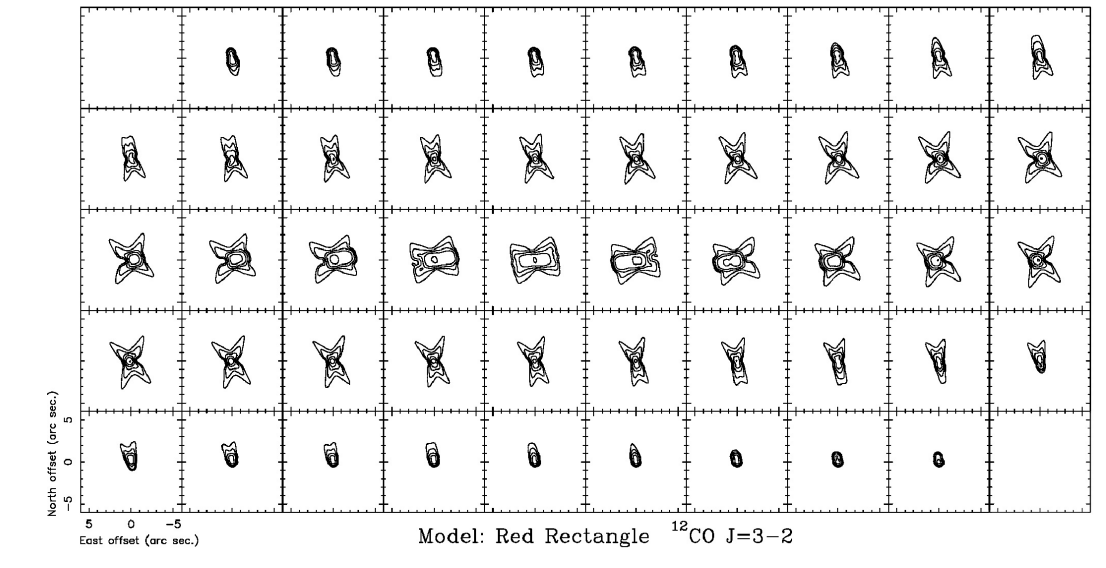 North offset (arc sec.)
5
0
−5
5 0 −5
East offset (arc sec.)
Model: Red Rectangle ¹²CO J=3−2